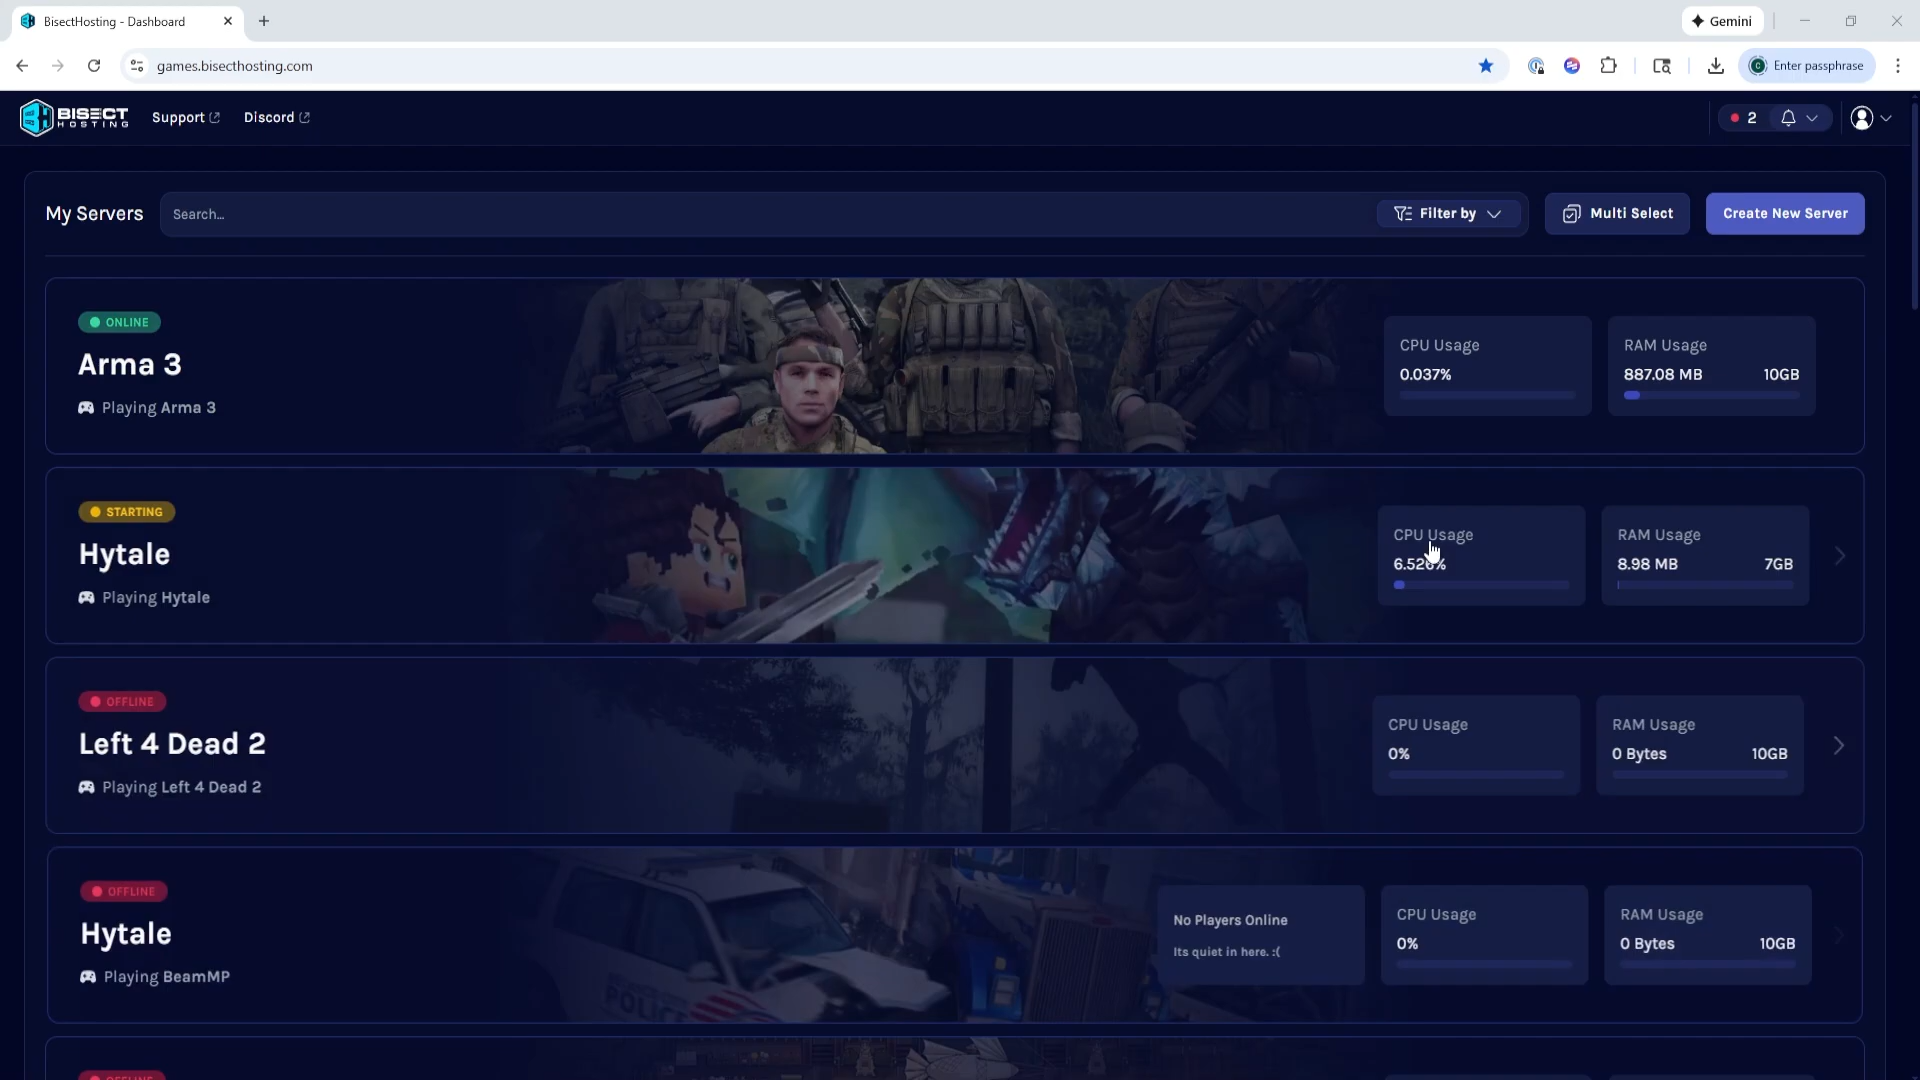 BisectHosting - Dashboard
Gemini
games.bisecthosting.com
Enter passphrase
BISECT
HOSTING
Support
Discord
2
My Servers
Search...
Filter by
Multi Select
Create New Server
ONLINE
Arma 3
Playing Arma 3
CPU Usage
0.037%
RAM Usage
887.08 MB
10GB
STARTING
Hytale
Playing Hytale
CPU Usage
6.526%
RAM Usage
8.98 MB
7GB
OFFLINE
Left 4 Dead 2
Playing Left 4 Dead 2
CPU Usage
0%
RAM Usage
0 Bytes
10GB
OFFLINE
Hytale
Playing BeamMP
No Players Online
Its quiet in here. :(
CPU Usage
0%
RAM Usage
0 Bytes
10GB
POLICE
OFFLINE